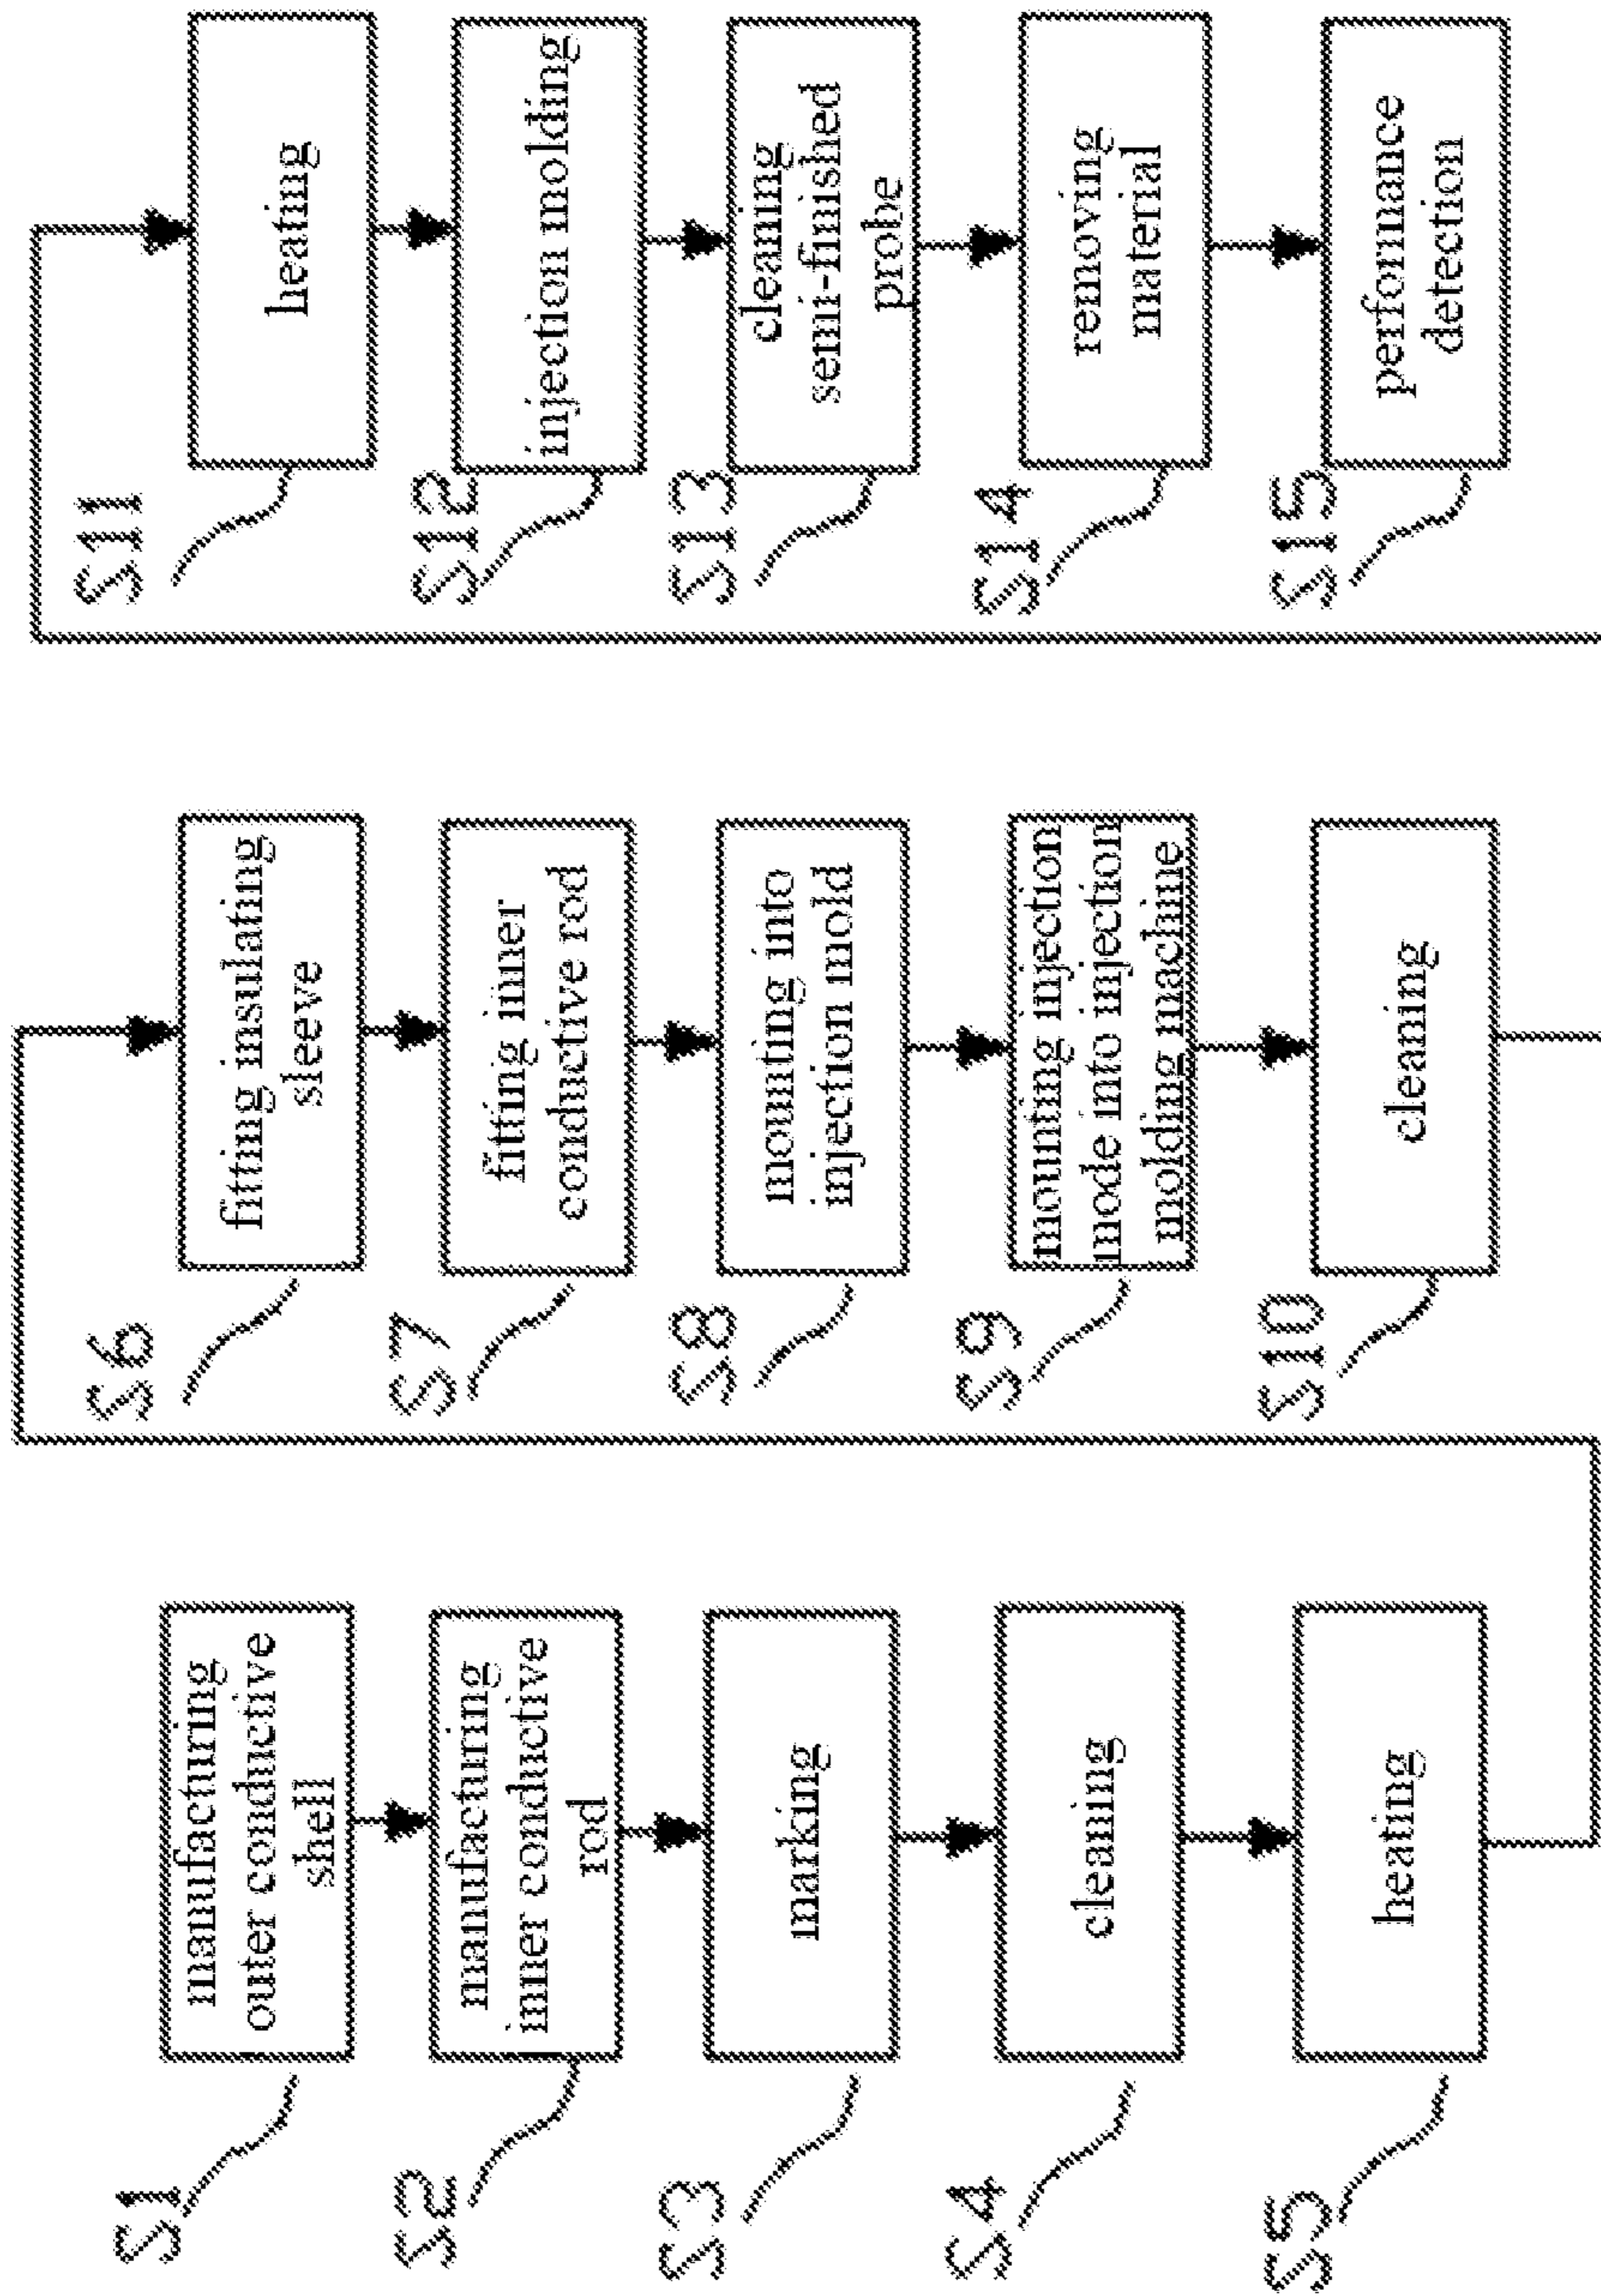 S1
manufacturing
outer conductive
shell
S2
manufacturing
inner conductive
rod
S3
marking
S4
cleaning
S5
heating
S6
fitting insulating
sleeve
S7
fitting inner
conductive rod
S8
mounting into
injection mold
S9
mounting injection
mode into injection
molding machine
S10
cleaning
S11
heating
S12
injection molding
S13
cleaning
semi-finished
probe
S14
removing
material
S15
performance
detection